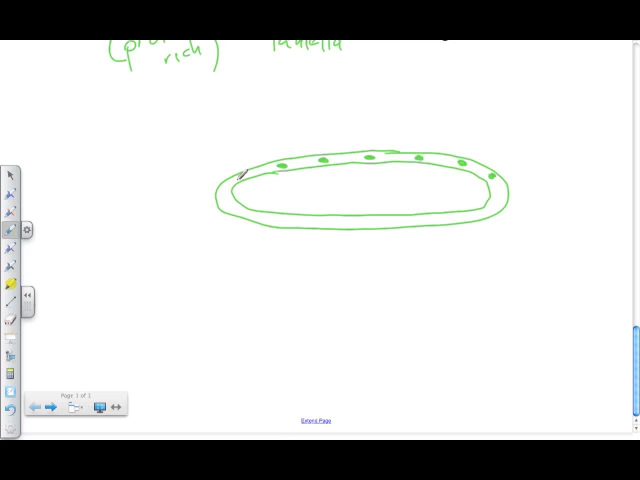 rich)
lamella
Page 1 of 1
Extend Page